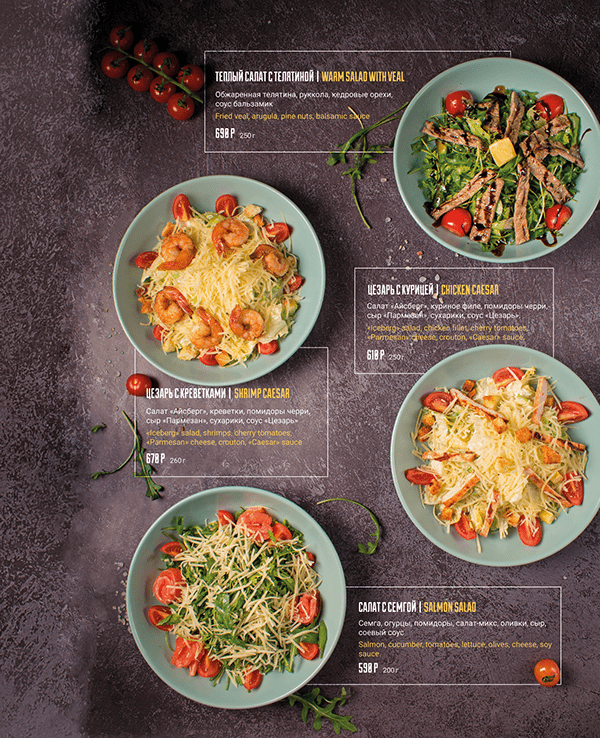 ТЕПЛЫЙ САЛАТ С ТЕЛЯТИНОЙ | WARM SALAD WITH VEAL
Обжаренная телятина, руккола, кедровые орехи,
соус бальзамик
Fried veal, arugula, pine nuts, balsamic sauce
690 Р 250 г
ЦЕЗАРЬ С КУРИЦЕЙ | CHICKEN CAESAR
Салат «Айсберг», куриное филе, помидоры черри,
сыр «Пармезан», сухарики, соус «Цезарь»
«Iceberg» salad, chicken fillet, cherry tomatoes,
«Parmesan» cheese, crouton, «Caesar» sauce
610 Р 250 г
ЦЕЗАРЬ С КРЕВЕТКАМИ | SHRIMP CAESAR
Салат «Айсберг», креветки, помидоры черри,
сыр «Пармезан», сухарики, соус «Цезарь»
«Iceberg» salad, shrimps, cherry tomatoes,
«Parmesan» cheese, crouton, «Caesar» sauce
670 Р 260 г
САЛАТ С СЕМГОЙ | SALMON SALAD
Семга, огурцы, помидоры, салат-микс, оливки, сыр,
соевый соус
Salmon, cucumber, tomatoes, lettuce, olives, cheese, soy
sauce
590 Р 200 г